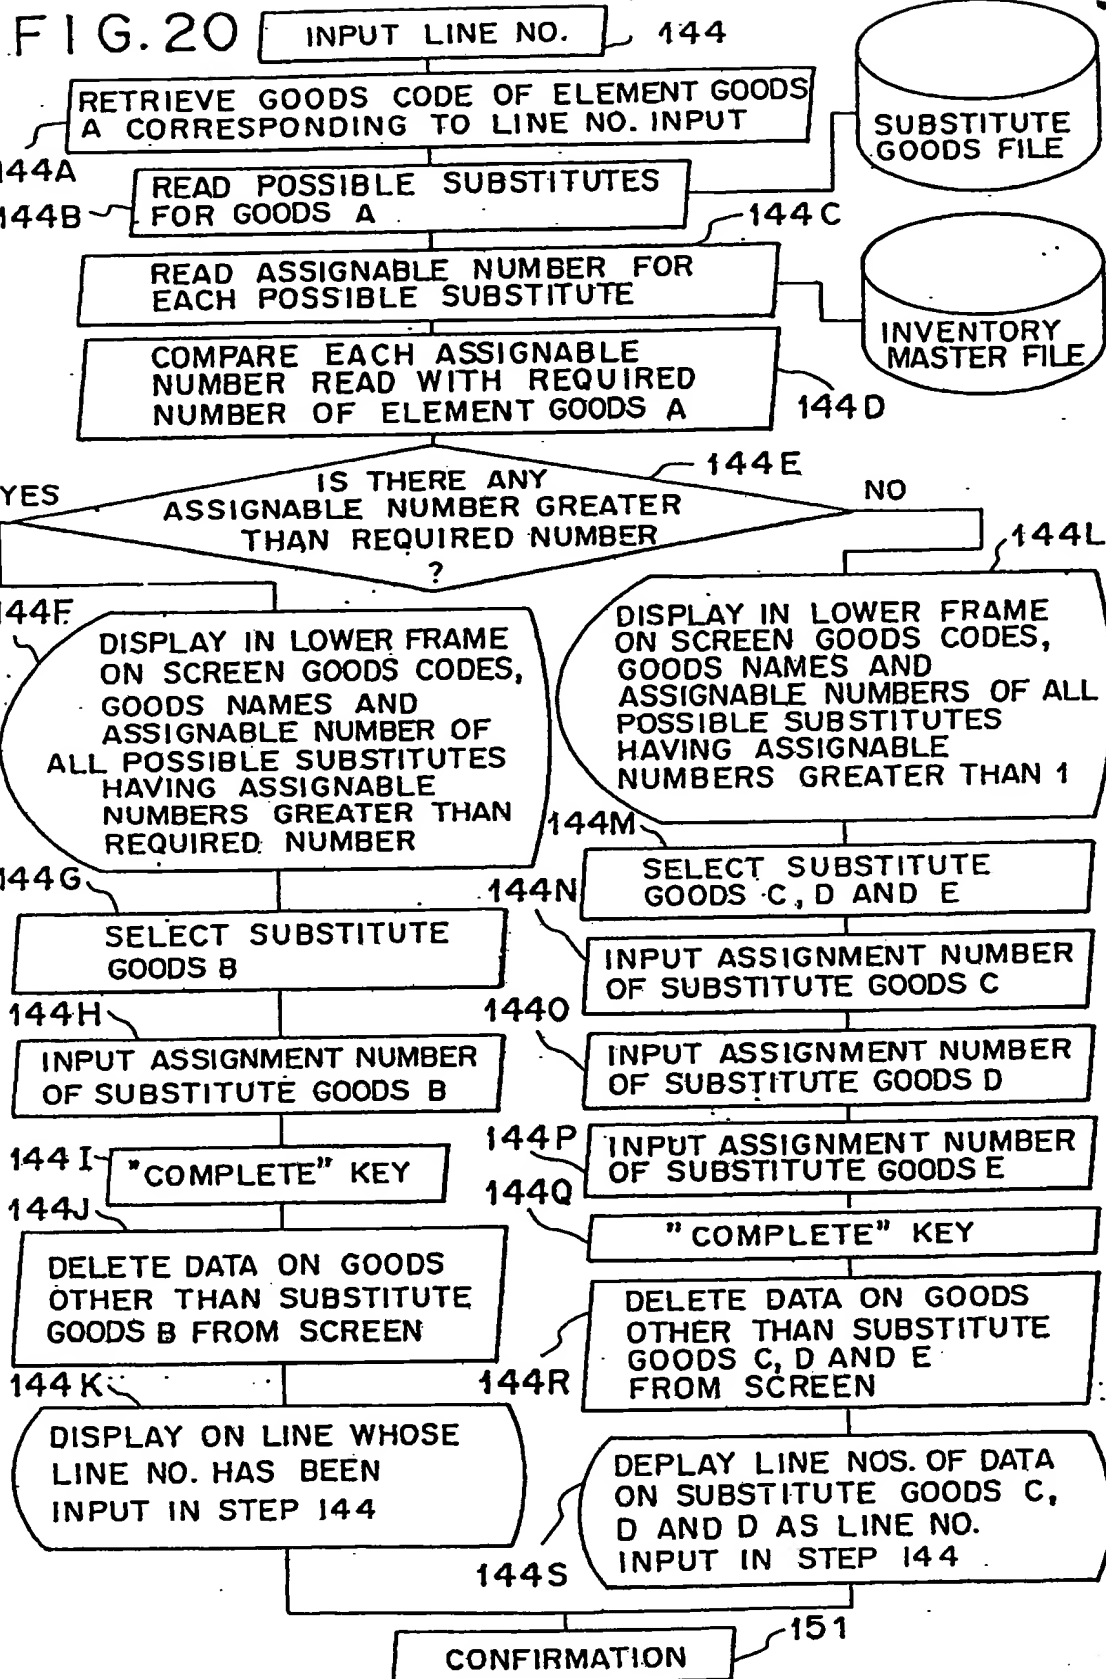 FIG. 20
INPUT LINE NO.
144
RETRIEVE GOODS CODE OF ELEMENT GOODS
A CORRESPONDING TO LINE NO. INPUT
144A
SUBSTITUTE
GOODS FILE
READ POSSIBLE SUBSTITUTES
FOR GOODS A
144B
144C
READ ASSIGNABLE NUMBER FOR
EACH POSSIBLE SUBSTITUTE
INVENTORY
MASTER FILE
COMPARE EACH ASSIGNABLE
NUMBER READ WITH REQUIRED
NUMBER OF ELEMENT GOODS A
144D
144E
YES
IS THERE ANY
ASSIGNABLE NUMBER GREATER
THAN REQUIRED NUMBER
?
NO
144F
DISPLAY IN LOWER FRAME
ON SCREEN GOODS CODES,
GOODS NAMES AND
ASSIGNABLE NUMBER OF
ALL POSSIBLE SUBSTITUTES
HAVING ASSIGNABLE
NUMBERS GREATER THAN
REQUIRED NUMBER
144G
SELECT SUBSTITUTE
GOODS B
144H
INPUT ASSIGNMENT NUMBER
OF SUBSTITUTE GOODS B
144I
"COMPLETE" KEY
144J
DELETE DATA ON GOODS
OTHER THAN SUBSTITUTE
GOODS B FROM SCREEN
144K
DISPLAY ON LINE WHOSE
LINE NO. HAS BEEN
INPUT IN STEP 144
144L
DISPLAY IN LOWER FRAME
ON SCREEN GOODS CODES,
GOODS NAMES AND
ASSIGNABLE NUMBERS OF ALL
POSSIBLE SUBSTITUTES
HAVING ASSIGNABLE
NUMBERS GREATER THAN 1
144M
SELECT SUBSTITUTE
GOODS C, D AND E
144N
INPUT ASSIGNMENT NUMBER
OF SUBSTITUTE GOODS C
144O
INPUT ASSIGNMENT NUMBER
OF SUBSTITUTE GOODS D
144P
INPUT ASSIGNMENT NUMBER
OF SUBSTITUTE GOODS E
144Q
"COMPLETE" KEY
DELETE DATA ON GOODS
OTHER THAN SUBSTITUTE
GOODS C, D AND E
FROM SCREEN
144R
DEPLAY LINE NOS. OF DATA
ON SUBSTITUTE GOODS C,
D AND D AS LINE NO.
INPUT IN STEP 144
144S
151
CONFIRMATION